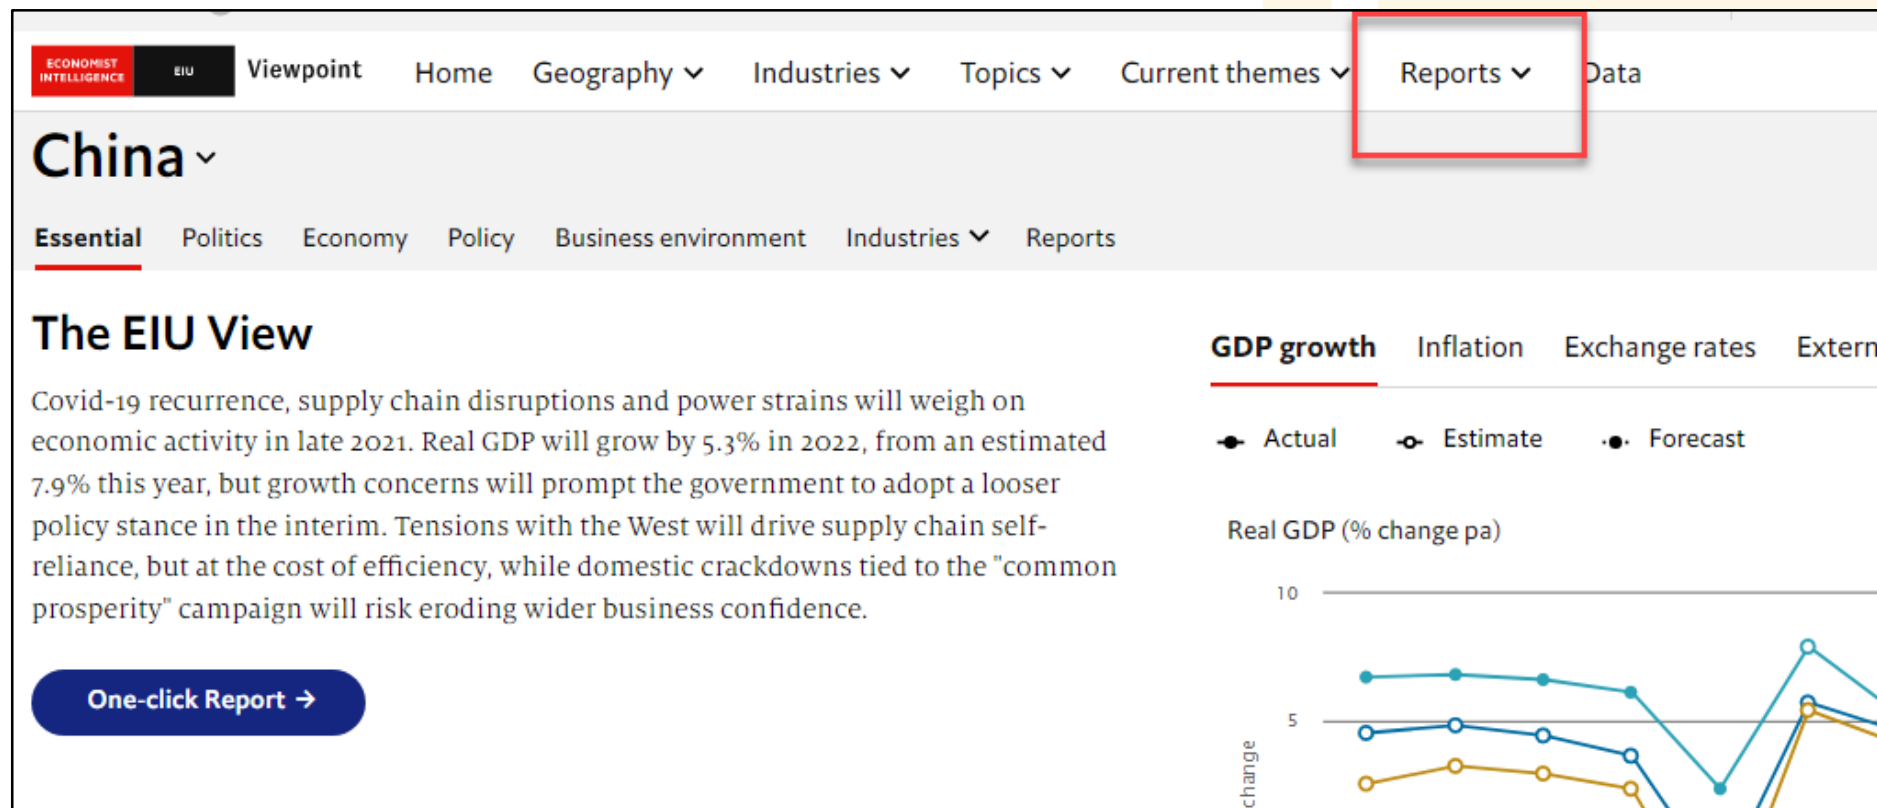 ECONOMIST
INTELLIGENCE
EIU
Viewpoint
Home Geography Industries Topics Current themes Reports Data
China
Essential Politics Economy Policy Business environment Industries Reports
The EIU View
Covid-19 recurrence, supply chain disruptions and power strains will weigh on
economic activity in late 2021. Real GDP will grow by 5.3% in 2022, from an estimated
7.9% this year, but growth concerns will prompt the government to adopt a looser
policy stance in the interim. Tensions with the West will drive supply chain self-
reliance, but at the cost of efficiency, while domestic crackdowns tied to the "common
prosperity" campaign will risk eroding wider business confidence.
One-click Report →
GDP growth Inflation Exchange rates Extern
Actual Estimate Forecast
Real GDP (% change pa)
10
5
change